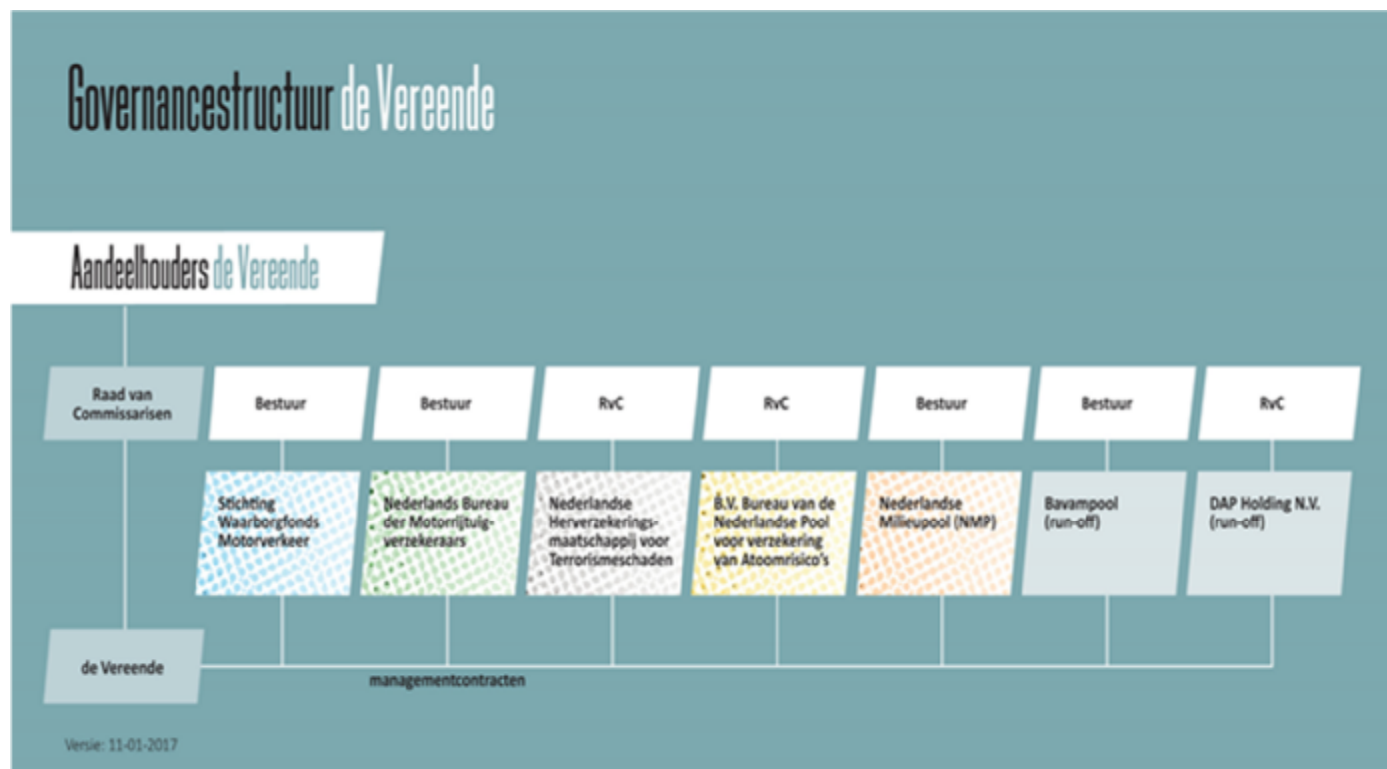 Governancestructuur de Vereende
Aandeelhouders de Vereende
Raad van
Commissarisen
Bestuur
Bestuur
RvC
RvC
Bestuur
Bestuur
RvC
Stichting
Waarborgfonds
Motorverkeer
Nederlands Bureau
der Motorrijtuig-
verzekeraars
Nederlandse
Herverzekerings-
maatschappij voor
Terrorismeschaden
B.V. Bureau van de
Nederlandse Pool
voor verzekering
van Atoomrisico's
Nederlandse
Milieupool (NMP)
Bavampool
(run-off)
DAP Holding N.V.
(run-off)
de Vereende
managementcontracten
Versie: 11-01-2017